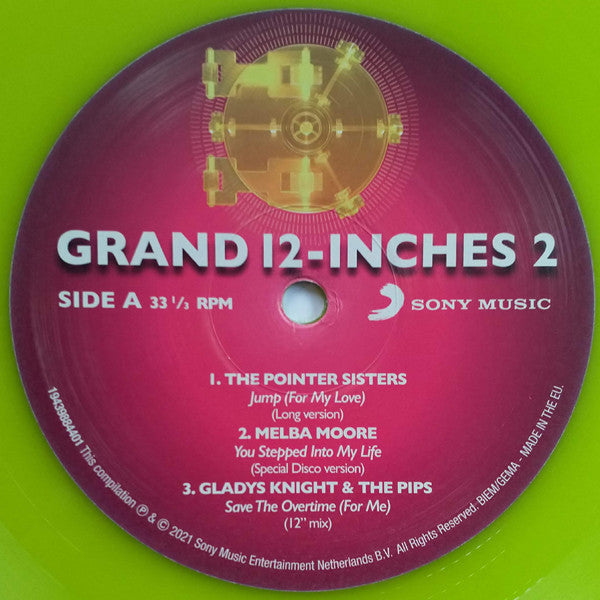 GRAND 12-INCHES 2
SIDE A 33 ⅓ RPM
SONY MUSIC
1. THE POINTER SISTERS
Jump (For My Love)
(Long version)
2. MELBA MOORE
You Stepped Into My Life
(Special Disco version)
3. GLADYS KNIGHT & THE PIPS
Save The Overtime (For Me)
(12" mix)
19439884401 This compilation ℗ & © 2021 Sony Music Entertainment Netherlands B.V. All Rights Reserved. BIEM/GEMA - MADE IN THE EU.